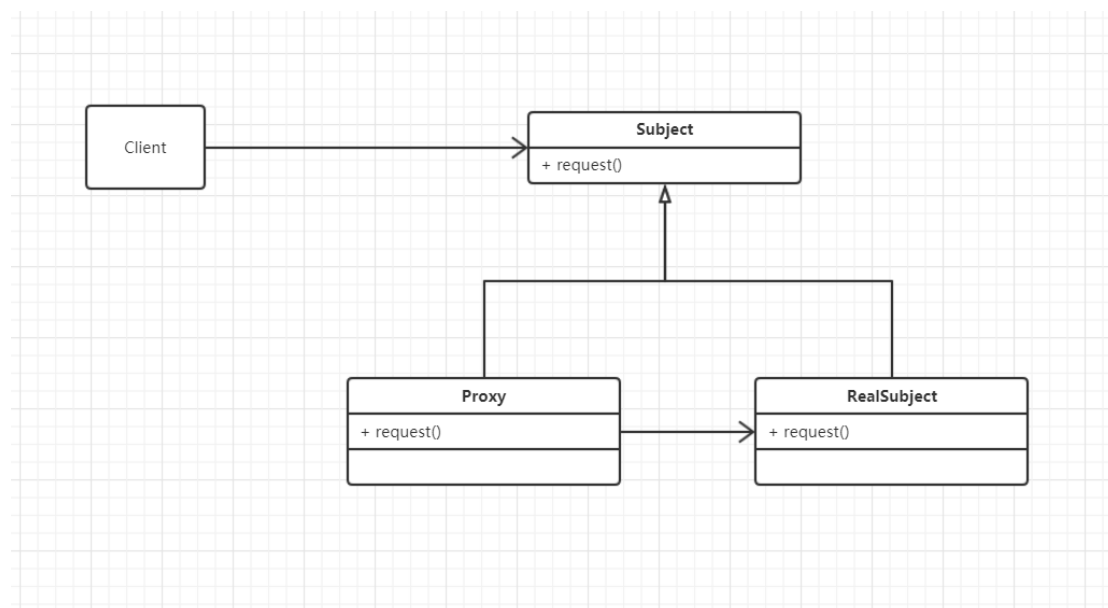 Client
Subject
+ request()
Proxy
+ request()
RealSubject
+ request()